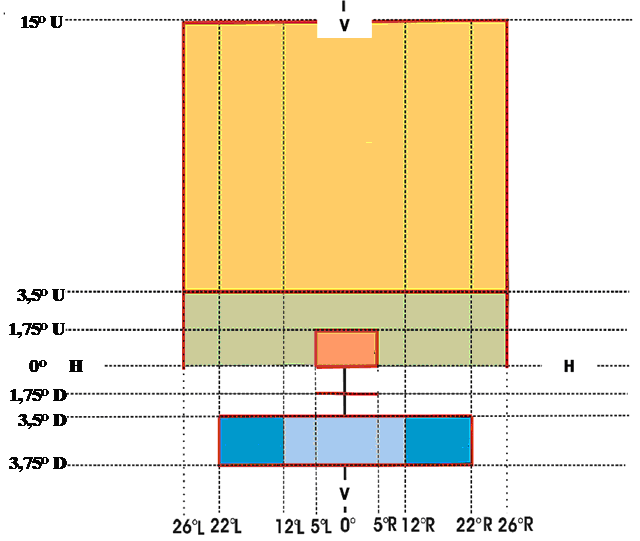 I
V
15º U
3,5º U
1,75º U
0º H H
1,75º D
3,5º D
3,75º D
V
I
26ºL 22ºL 12ºL 5ºL 0º 5ºR 12ºR 22ºR 26ºR